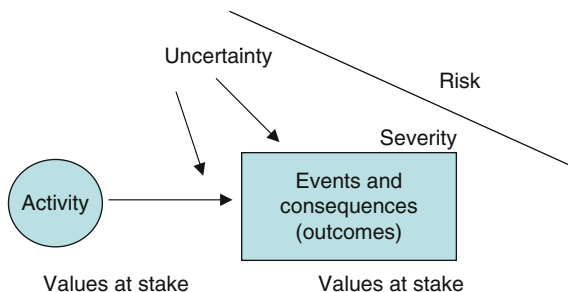 Uncertainty
Risk
Severity
Activity
Events and
consequences
(outcomes)
Values at stake
Values at stake